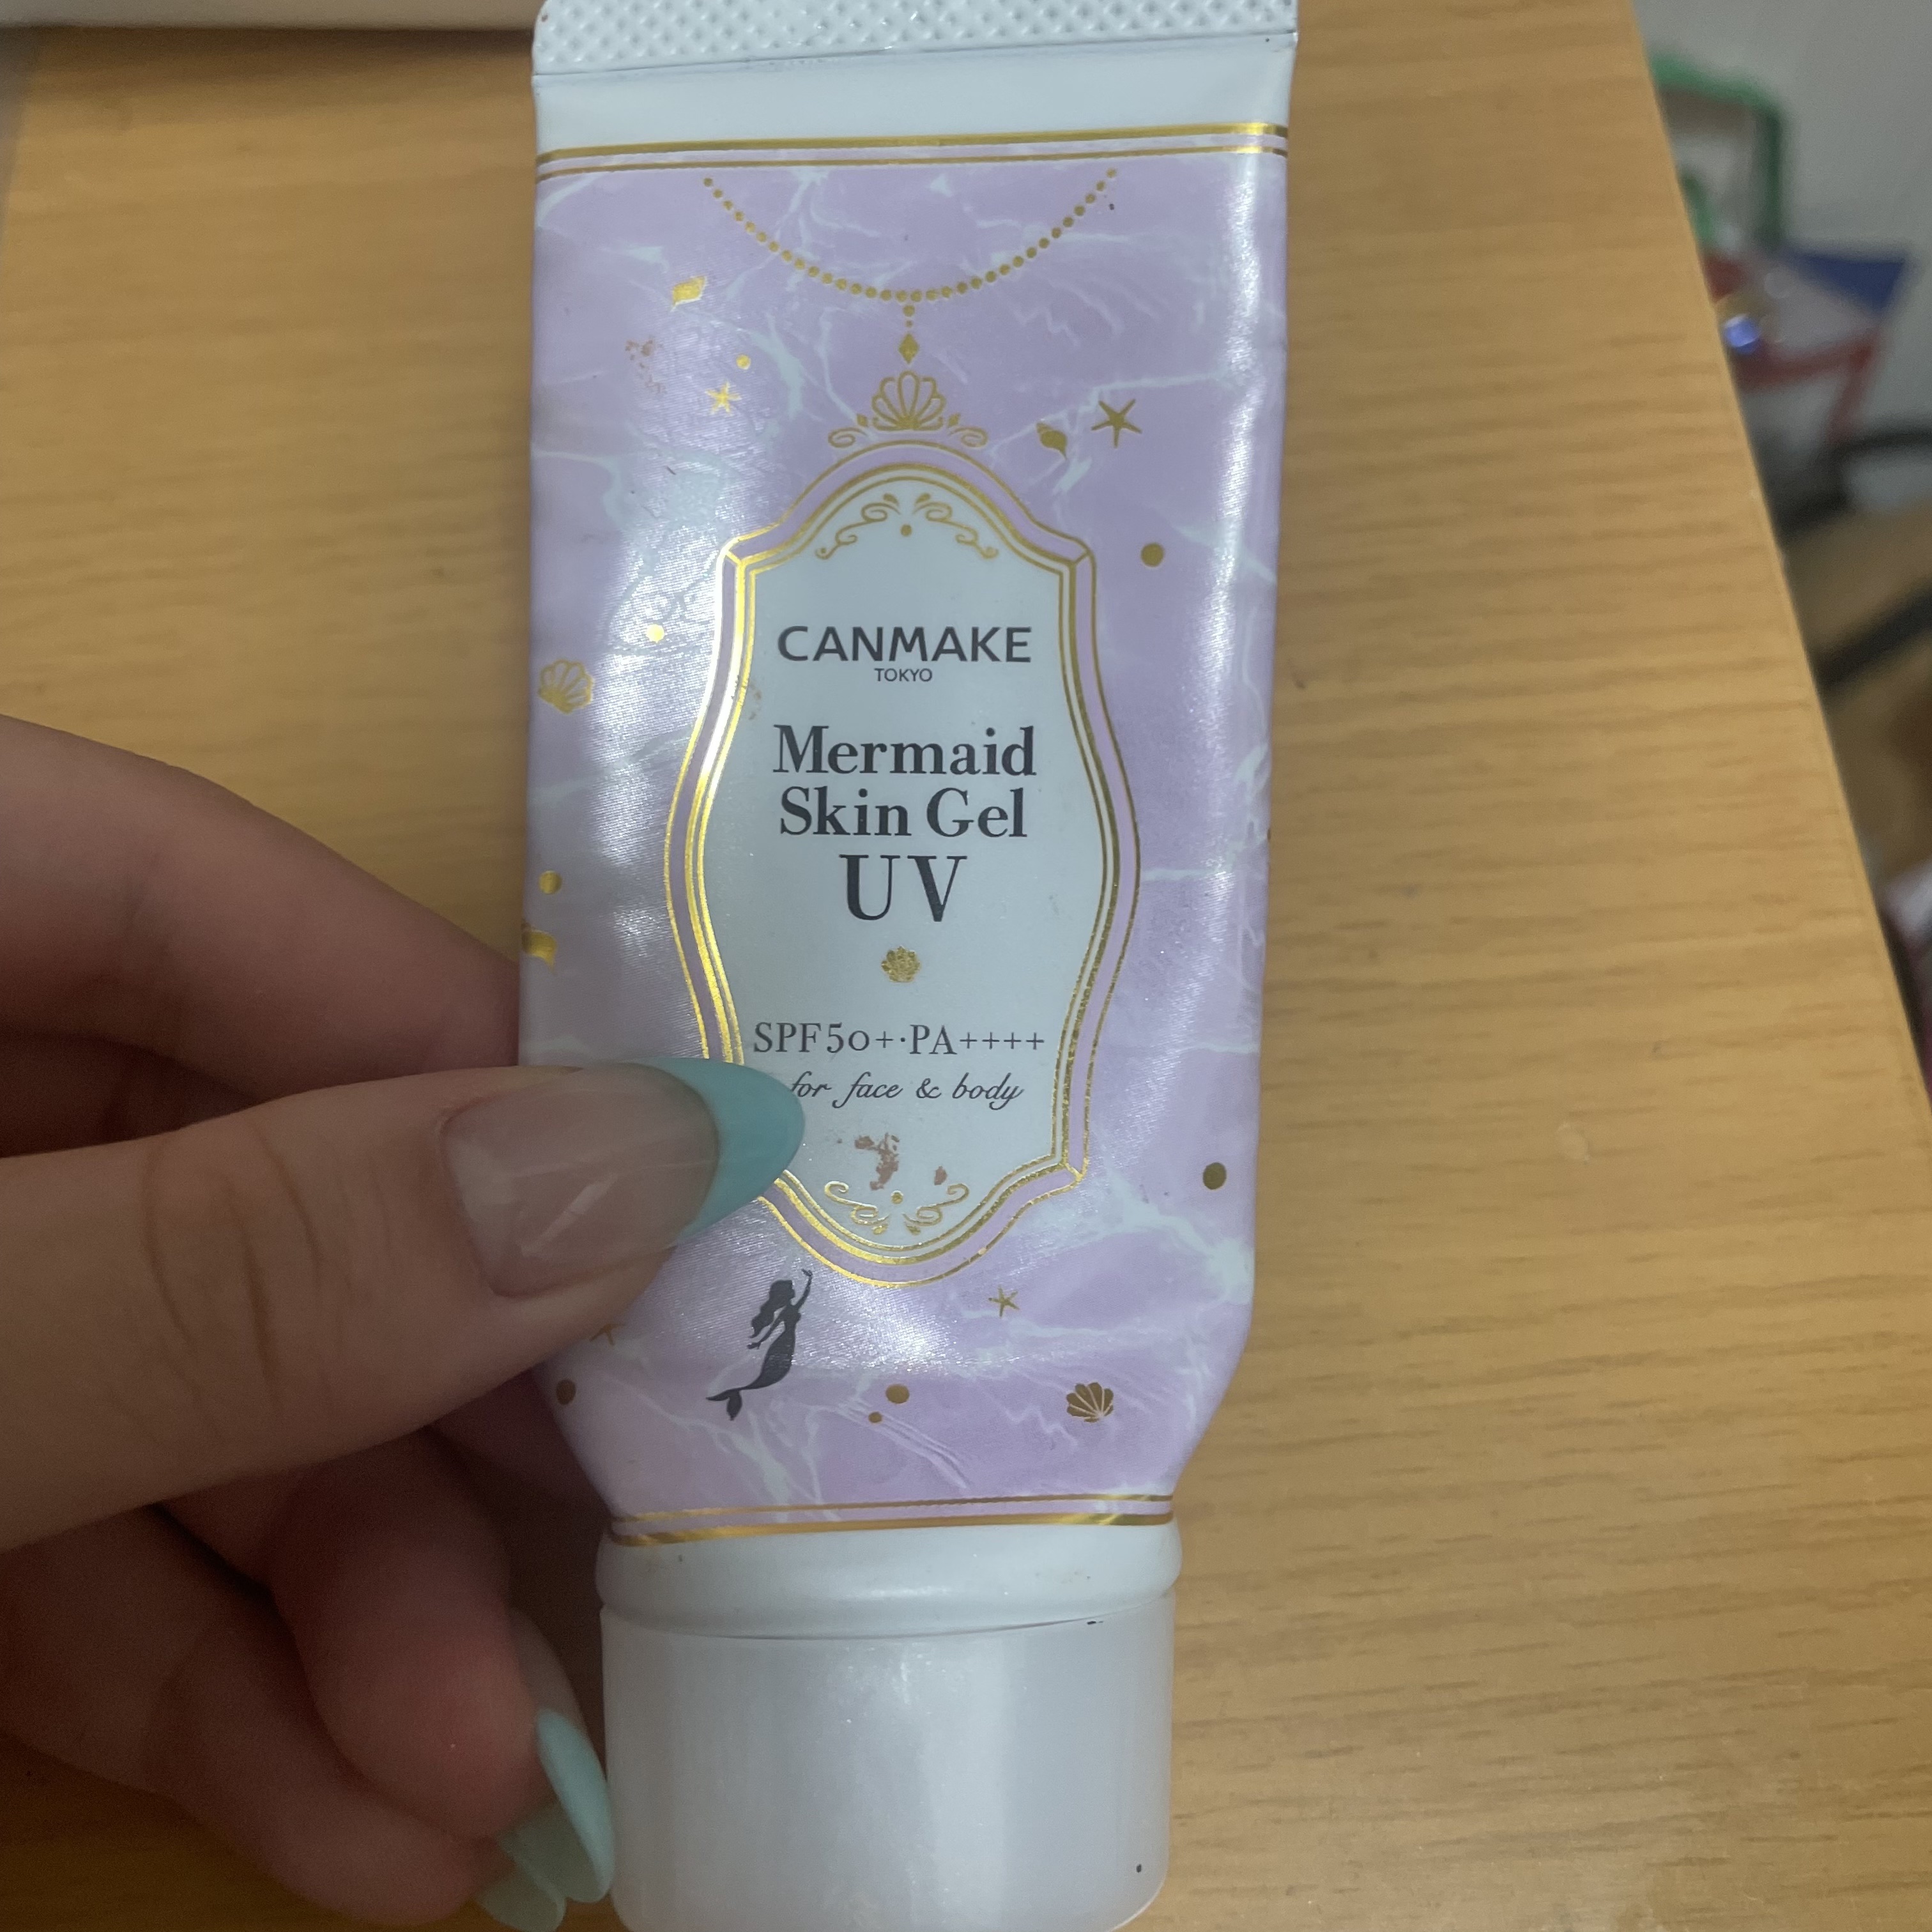 CANMAKE
TOKYO
Mermaid
Skin Gel
UV
SPF50+·PA++++
for face & body